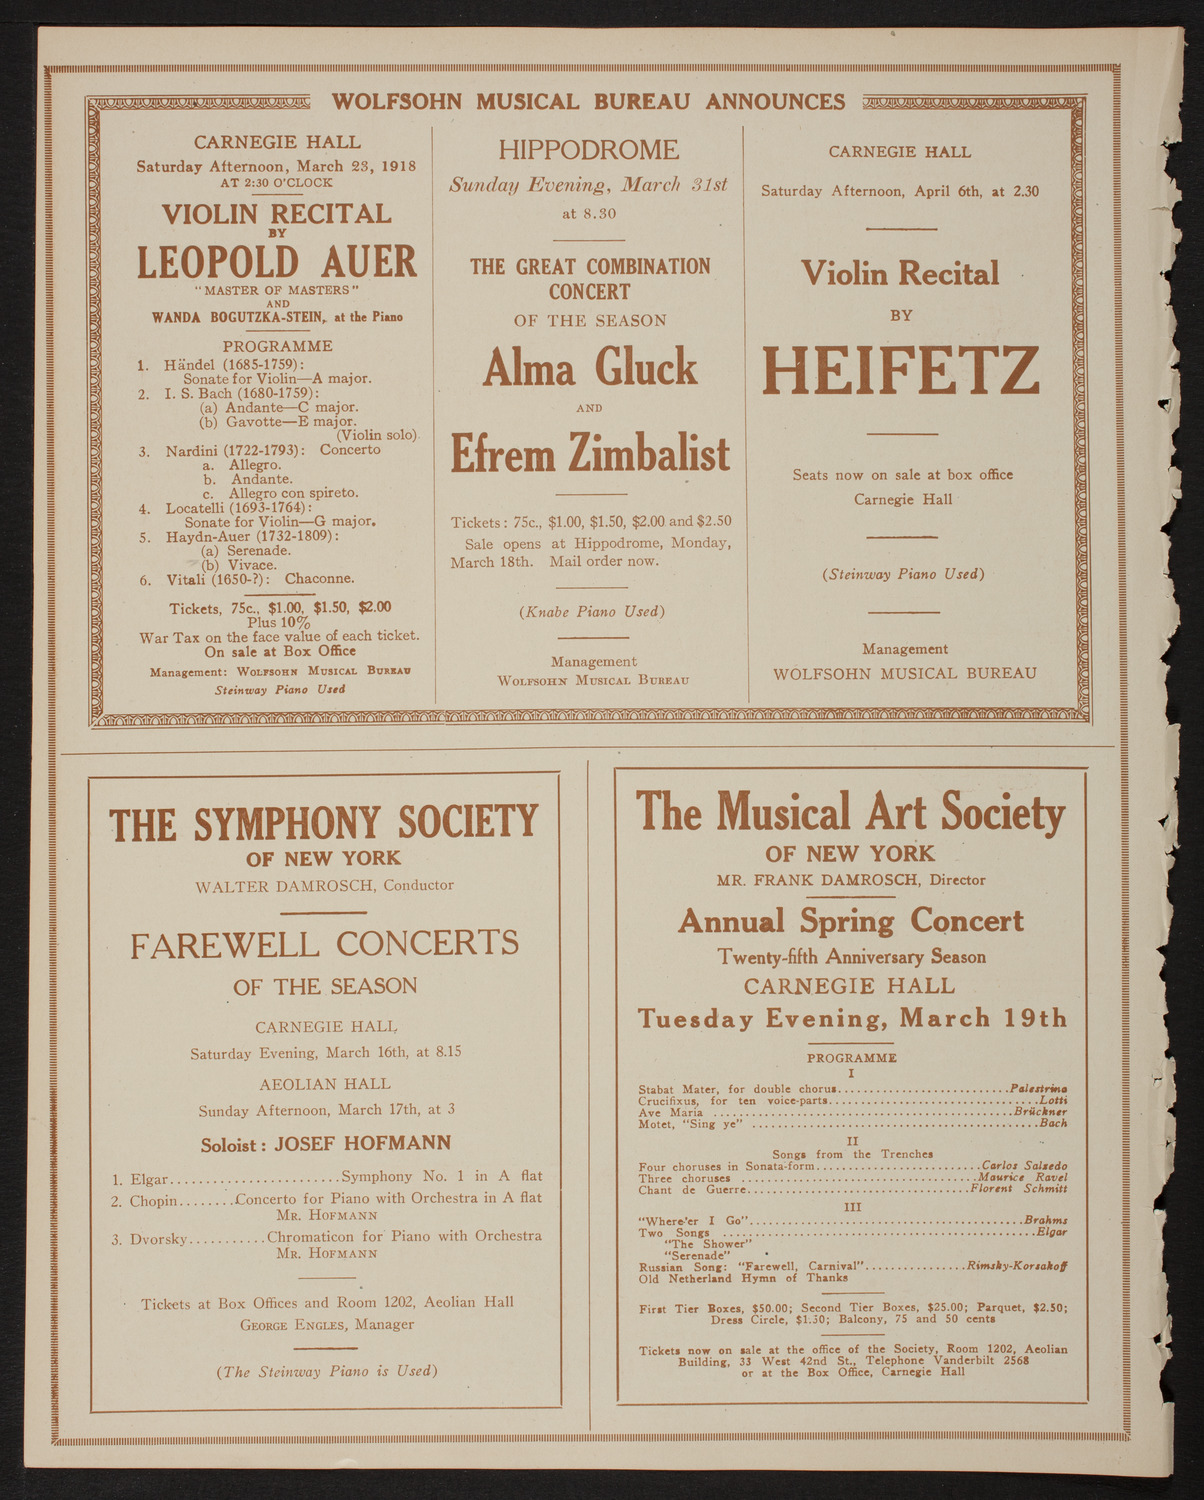 WOLFSOHN MUSICAL BUREAU ANNOUNCES
CARNEGIE HALL
Saturday Afternoon, March 23, 1918
AT 2:30 O'CLOCK
VIOLIN RECITAL
BY
LEOPOLD AUER
"MASTER OF MASTERS"
AND
WANDA BOGUTZKA-STEIN, at the Piano
PROGRAMME
1. Händel (1685-1759):
Sonate for Violin—A major.
2. I. S. Bach (1680-1759):
(a) Andante—C major.
(b) Gavotte—E major.
(Violin solo)
3. Nardini (1722-1793): Concerto
a. Allegro.
b. Andante.
c. Allegro con spireto.
4. Locatelli (1693-1764):
Sonate for Violin—G major.
5. Haydn-Auer (1732-1809):
(a) Serenade.
(b) Vivace.
6. Vitali (1650-?): Chaconne.
Tickets, 75c., $1.00, $1.50, $2.00
Plus 10%
War Tax on the face value of each ticket.
On sale at Box Office
Management: WOLFSOHN MUSICAL BUREAU
Steinway Piano Used
HIPPODROME
Sunday Evening, March 31st
at 8.30
THE GREAT COMBINATION
CONCERT
OF THE SEASON
Alma Gluck
AND
Efrem Zimbalist
Tickets: 75c., $1.00, $1.50, $2.00 and $2.50
Sale opens at Hippodrome, Monday,
March 18th. Mail order now.
(Knabe Piano Used)
Management
WOLFSOHN MUSICAL BUREAU
CARNEGIE HALL
Saturday Afternoon, April 6th, at 2.30
Violin Recital
BY
HEIFETZ
Seats now on sale at box office
Carnegie Hall
(Steinway Piano Used)
Management
WOLFSOHN MUSICAL BUREAU
THE SYMPHONY SOCIETY
OF NEW YORK
WALTER DAMROSCH, Conductor
FAREWELL CONCERTS
OF THE SEASON
CARNEGIE HALL
Saturday Evening, March 16th, at 8.15
AEOLIAN HALL
Sunday Afternoon, March 17th, at 3
Soloist: JOSEF HOFMANN
1. Elgar........................Symphony No. 1 in A flat
2. Chopin........Concerto for Piano with Orchestra in A flat
MR. HOFMANN
3. Dvorsky...........Chromaticon for Piano with Orchestra
MR. HOFMANN
Tickets at Box Offices and Room 1202, Aeolian Hall
GEORGE ENGLES, Manager
(The Steinway Piano is Used)
The Musical Art Society
OF NEW YORK
MR. FRANK DAMROSCH, Director
Annual Spring Concert
Twenty-fifth Anniversary Season
CARNEGIE HALL
Tuesday Evening, March 19th
PROGRAMME
I
Stabat Mater, for double chorus............................Palestrina
Crucifixus, for ten voice-parts..................................Lotti
Ave Maria ................................................Brückner
Motet, "Sing ye" ..............................................Bach
II
Songs from the Trenches
Four choruses in Sonata-form..........................Carlos Salzedo
Three choruses ......................................Maurice Ravel
Chant de Guerre....................................Florent Schmitt
III
"Where'er I Go"............................................Brahms
Two Songs ..................................................Elgar
"The Shower"
"Serenade"
Russian Song: "Farewell, Carnival"................Rimsky-Korsakoff
Old Netherland Hymn of Thanks
First Tier Boxes, $50.00; Second Tier Boxes, $25.00; Parquet, $2.50;
Dress Circle, $1.50; Balcony, 75 and 50 cents
Tickets now on sale at the office of the Society, Room 1202, Aeolian
Building, 33 West 42nd St., Telephone Vanderbilt 2568
or at the Box Office, Carnegie Hall